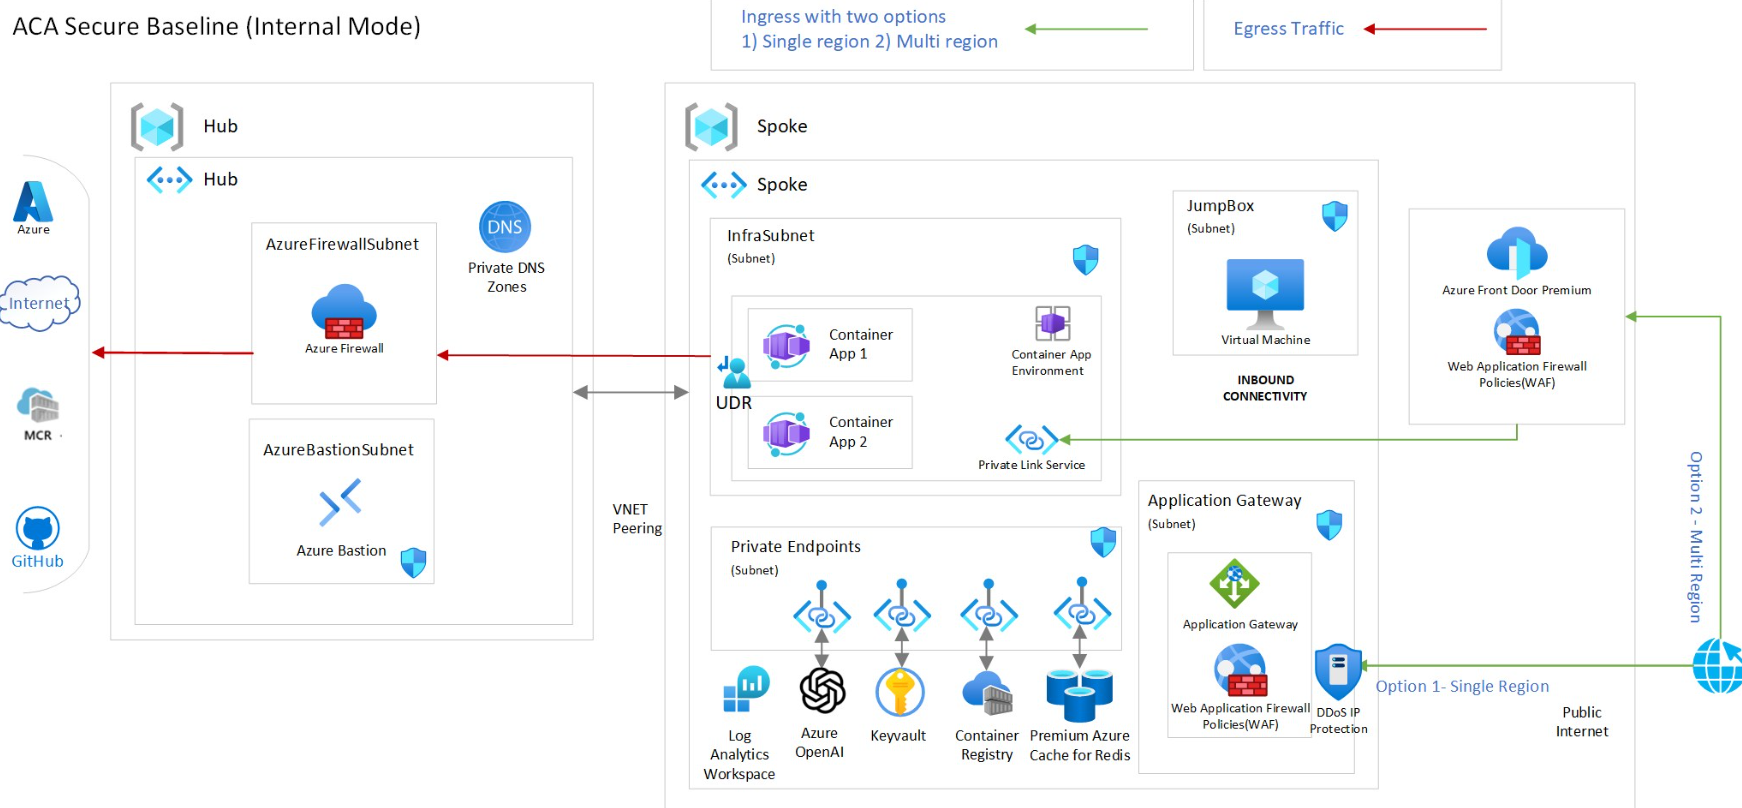 ACA Secure Baseline (Internal Mode)
Ingress with two options
1) Single region 2) Multi region
Egress Traffic
Hub
Hub
Azure
Internet
MCR
GitHub
AzureFirewallSubnet
Azure Firewall
DNS
Private DNS
Zones
AzureBastionSubnet
Azure Bastion
VNET
Peering
Spoke
Spoke
InfraSubnet
(Subnet)
Container
App 1
Container
App 2
UDR
Container App
Environment
Private Link Service
JumpBox
(Subnet)
Virtual Machine
INBOUND
CONNECTIVITY
Azure Front Door Premium
Web Application Firewall
Policies(WAF)
Private Endpoints
(Subnet)
Log
Analytics
Workspace
Azure
OpenAI
Keyvault
Container
Registry
Premium Azure
Cache for Redis
Application Gateway
(Subnet)
Application Gateway
Web Application Firewall
Policies(WAF)
DDoS IP
Protection
Option 1- Single Region
Option 2 - Multi Region
Public
Internet